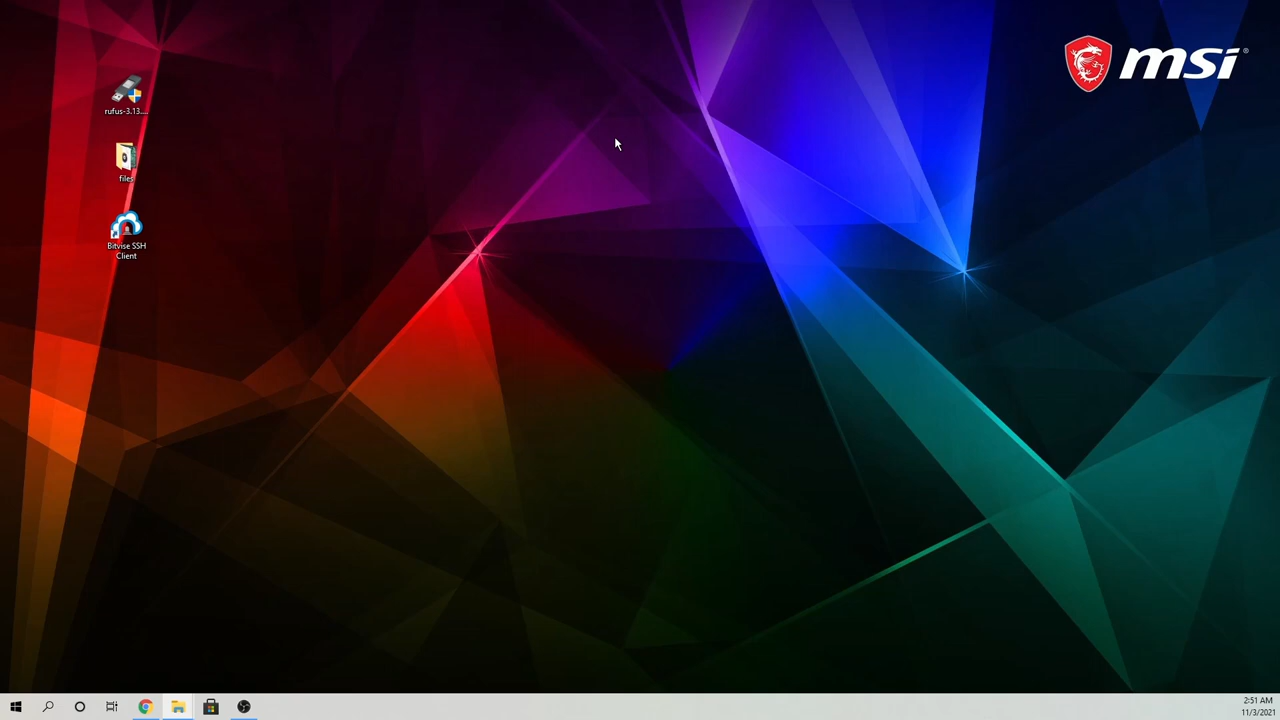 msi
rufus-3.13....
files
Bitvise SSH
Client
2:51 AM
11/3/2021